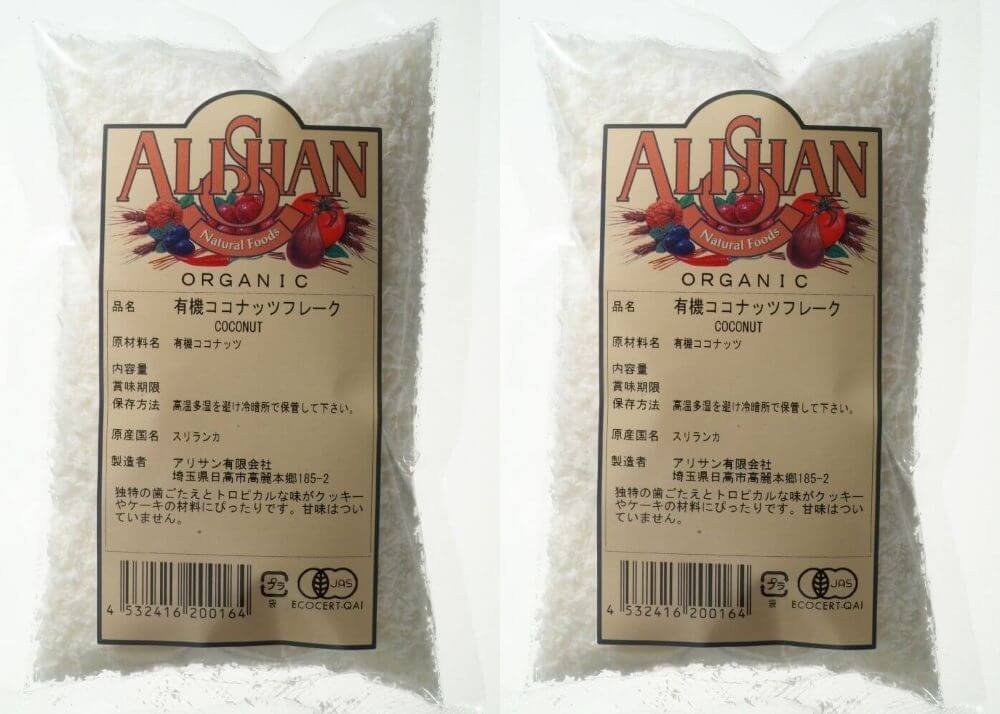 ALISHAN
Natural Foods
ORGANIC
品名 有機ココナッツフレーク
COCONUT
原材料名 有機ココナッツ
内容量
賞味期限
保存方法 高温多湿を避け冷暗所で保管して下さい。
原産国名 スリランカ
製造者 アリサン有限会社
埼玉県日高市高麗本郷185-2
独特の歯ごたえとトロピカルな味がクッキー
やケーキの材料にぴったりです。甘味はつい
ていません。
4 532416 200164
プラ
袋
JAS
ECOCERT-QAI
ALISHAN
Natural Foods
ORGANIC
品名 有機ココナッツフレーク
COCONUT
原材料名 有機ココナッツ
内容量
賞味期限
保存方法 高温多湿を避け冷暗所で保管して下さい。
原産国名 スリランカ
製造者 アリサン有限会社
埼玉県日高市高麗本郷185-2
独特の歯ごたえとトロピカルな味がクッキー
やケーキの材料にぴったりです。甘味はつい
ていません。
4 532416 200164
プラ
袋
JAS
ECOCERT-QAI